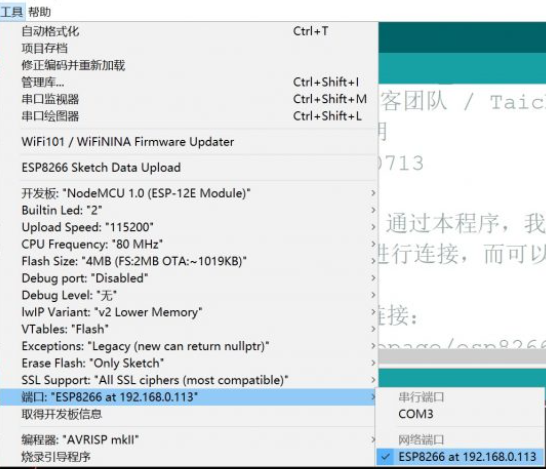 工具 帮助
自动格式化 Ctrl+T
项目存档
修正编码并重新加载
管理库... Ctrl+Shift+I
串口监视器 Ctrl+Shift+M
串口绘图器 Ctrl+Shift+L
WiFi101 / WiFiNINA Firmware Updater
ESP8266 Sketch Data Upload
开发板: "NodeMCU 1.0 (ESP-12E Module)"
Builtin Led: "2"
Upload Speed: "115200"
CPU Frequency: "80 MHz"
Flash Size: "4MB (FS:2MB OTA:~1019KB)"
Debug port: "Disabled"
Debug Level: "无"
lwIP Variant: "v2 Lower Memory"
VTables: "Flash"
Exceptions: "Legacy (new can return nullptr)"
Erase Flash: "Only Sketch"
SSL Support: "All SSL ciphers (most compatible)"
端口: "ESP8266 at 192.168.0.113"
取得开发板信息
编程器: "AVRISP mkII"
烧录引导程序
客团队 / Taic
0713
通过本程序，我
进行连接，而可以
连接：
page/esp8266
串行端口
COM3
网络端口
ESP8266 at 192.168.0.113